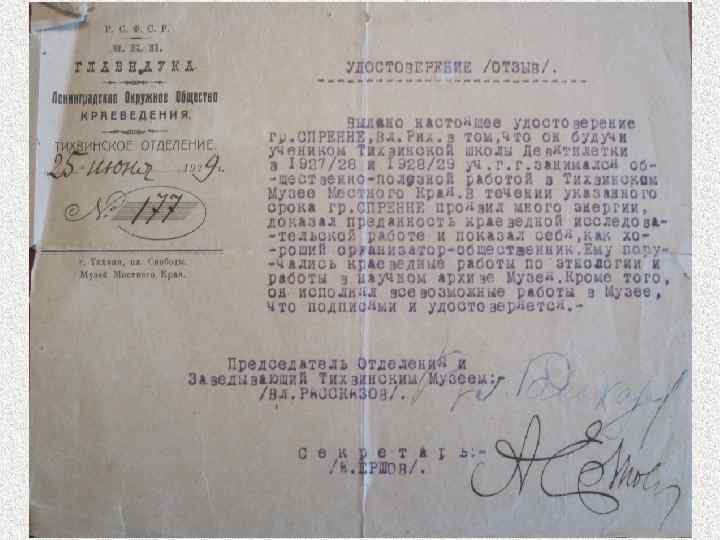 Р. С. Ф. С. Р.
Н. К. П.
ГЛАВНАУКА
Ленинградское Окружное Общество
КРАЕВЕДЕНИЯ.
ТИХВИНСКОЕ ОТДЕЛЕНИЕ.
25 июня 1929г.
№ 177
г. Тихвин, пл. Свободы.
Музей Местного Края.
УДОСТОВЕРЕНИЕ /ОТЗЫВ/.
Выдано настоящее удостоверение
гр.СПРЕННЕ,Вл.Рих.в том,что он будучи
учеником Тихвинской школы Девятилетки
в 1927/28 и 1928/29 уч.г.г.занимался об-
-щественно-полезной работой в Тихвинском
Музее Местного Края.В течении указанного
срока гр.СПРЕННЕ проявил много энергии,
доказал преданность краеведной исследова-
-тельской работе и показал себя,как хо-
-роший организатор-общественник.Ему пору-
-чались краеведные работы по этнологии и
работы в научном архиве Музея.Кроме того,
он исполнял всевозможные работы в Музее,
что подписями и удостоверяется.-
Председатель Отделения и
Заведывающий Тихвинским Музеем:-
/ВЛ.РАССКАЗОВ/.
Секретарь:-
/А.ЕРШОВ/.